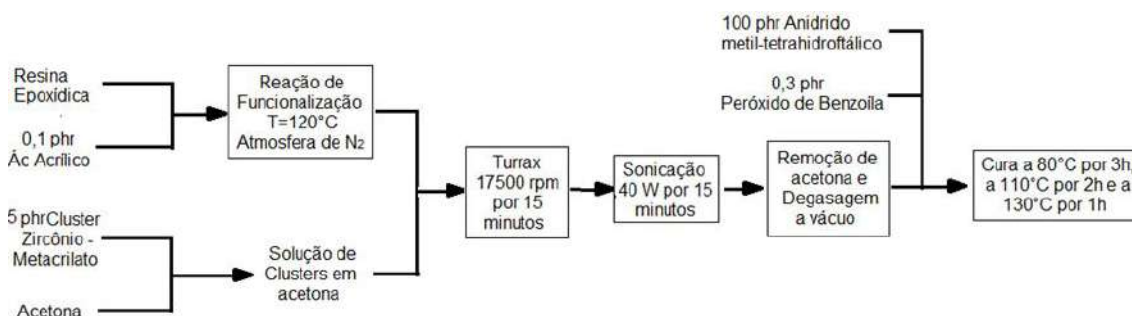 Resina
Epoxídica
0,1 phr
Ác Acrílico
5 phr Cluster
Zircônio -
Metacrilato
Acetona
Reação de
Funcionalização
T=120°C
Atmosfera de N2
Solução de
Clusters em
acetona
Turrax
17500 rpm
por 15
minutos
Sonicação
40 W por 15
minutos
Remoção de
acetona e
Degasagem
a vácuo
100 phr Anidrido
metil-tetrahidroftálico
0,3 phr
Peróxido de Benzoíla
Cura a 80°C por 3h,
a 110°C por 2h e a
130°C por 1h